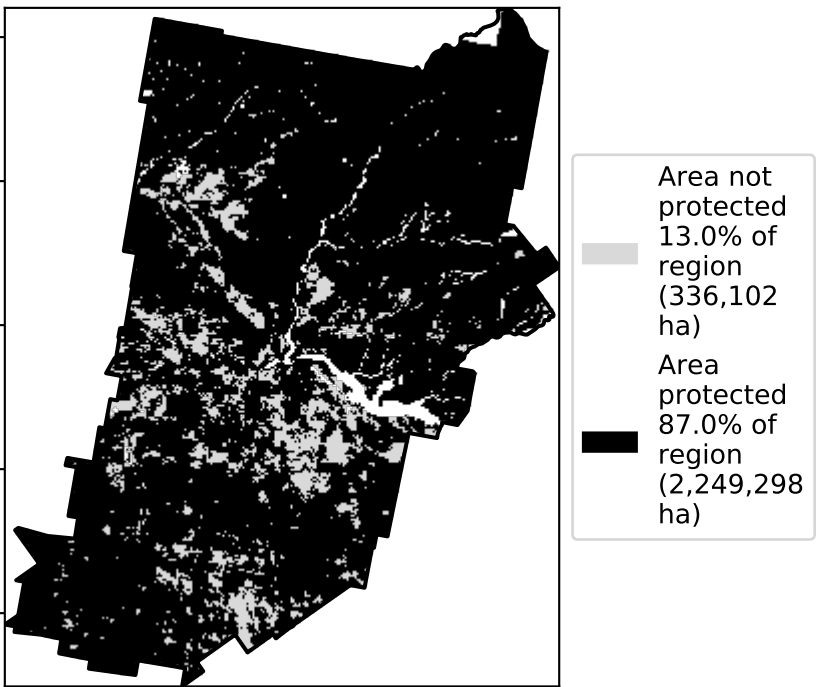 Area not
protected
13.0% of
region
(336,102
ha)
Area
protected
87.0% of
region
(2,249,298
ha)